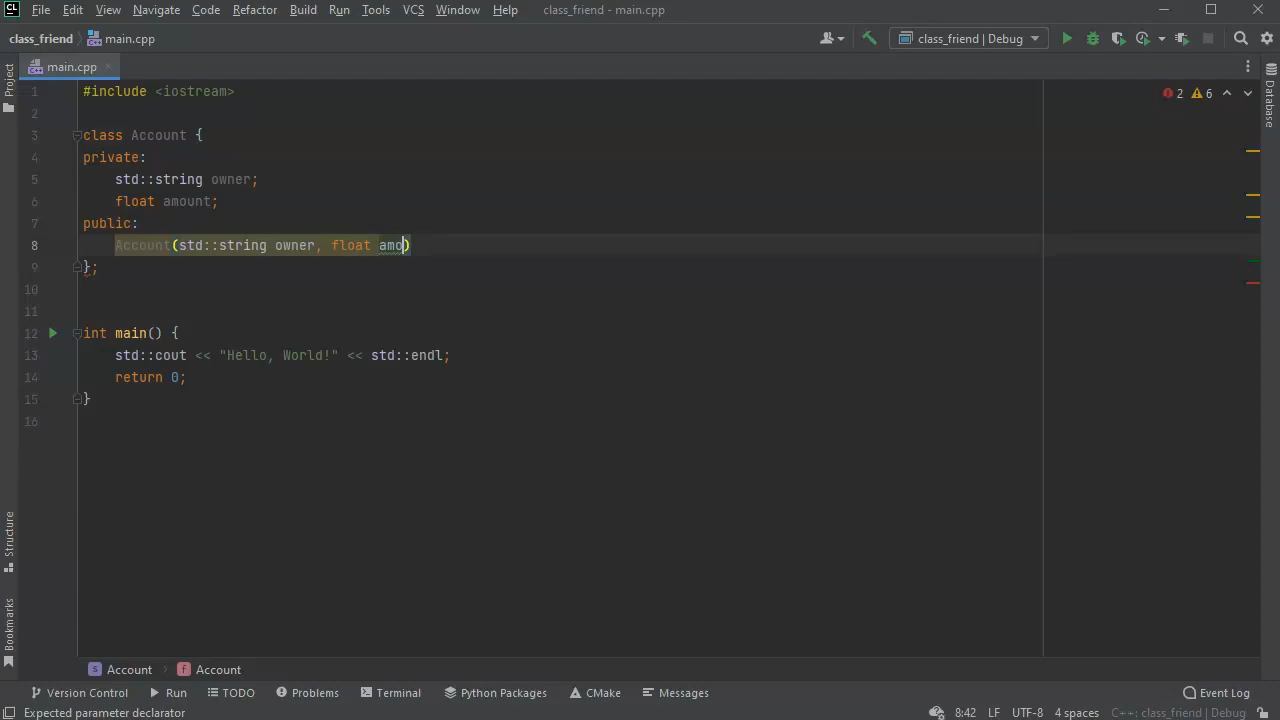 CL File Edit View Navigate Code Refactor Build Run Tools VCS Window Help class_friend - main.cpp
class_friend main.cpp class_friend | Debug
main.cpp
Project
Database
2 6
1 #include <iostream>
2
3 class Account {
4 private:
5 std::string owner;
6 float amount;
7 public:
8 Account(std::string owner, float amo)
9 };
10
11
12 int main() {
13 std::cout << "Hello, World!" << std::endl;
14 return 0;
15 }
16
Structure
Bookmarks
S Account f Account
Version Control Run TODO Problems Terminal Python Packages CMake Messages Event Log
Expected parameter declarator 8:42 LF UTF-8 4 spaces C++: class_friend | Debug